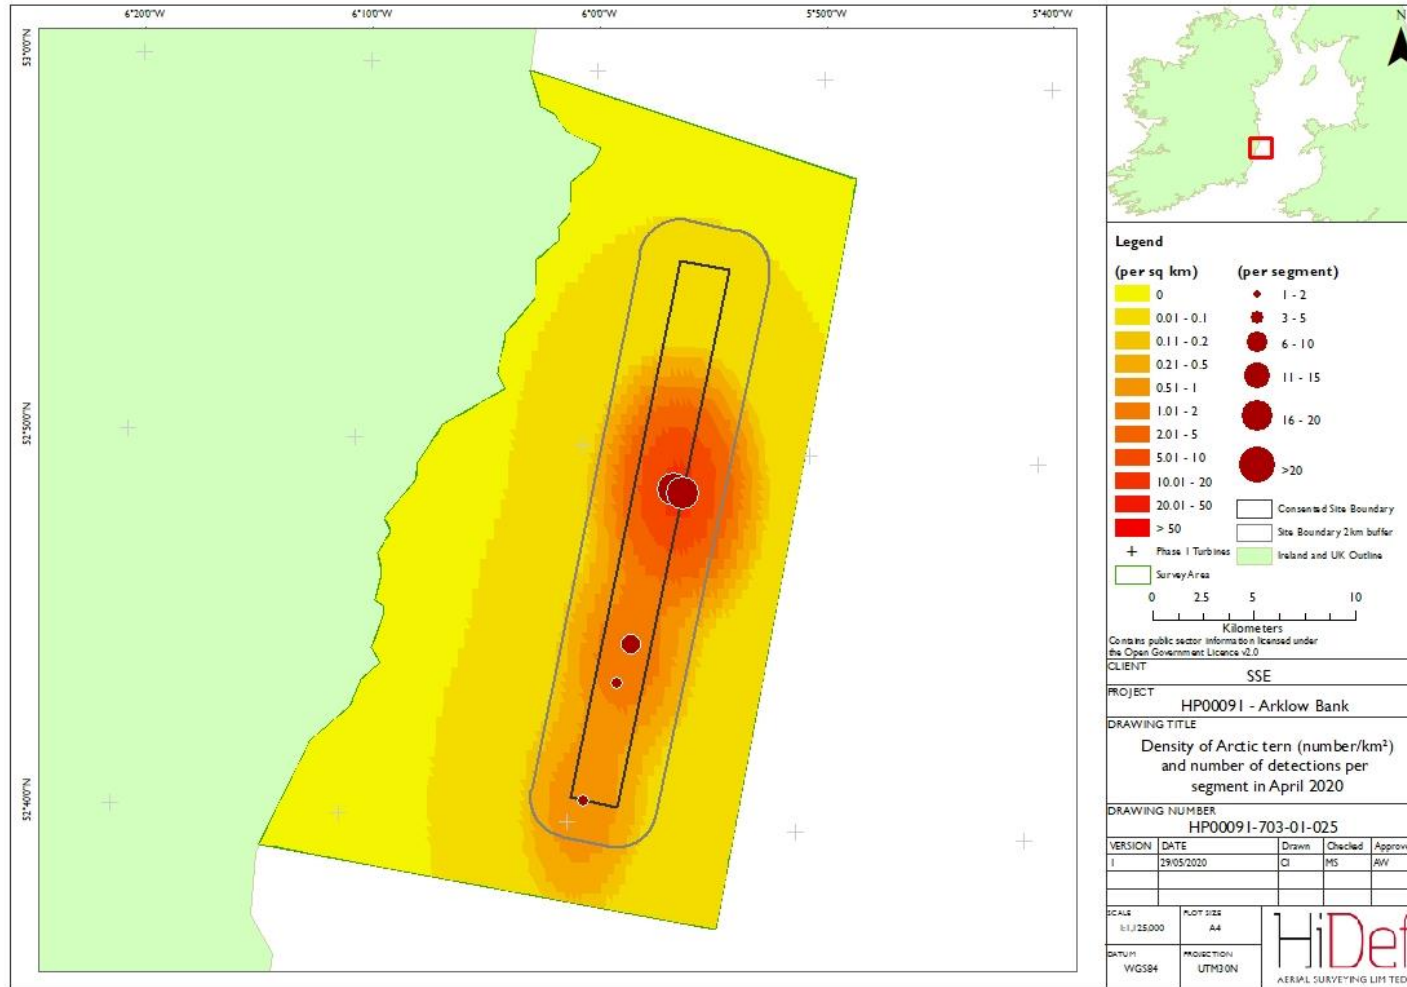 6°20'0"W 6°10'0"W 6°0'0"W 5°50'0"W 5°40'0"W
53°0'0"N
52°50'0"N
52°40'0"N
N
Legend
(per sq km) (per segment)
0 1 - 2
0.01 - 0.1 3 - 5
0.11 - 0.2 6 - 10
0.21 - 0.5
0.51 - 1 11 - 15
1.01 - 2 16 - 20
2.01 - 5
5.01 - 10 >20
10.01 - 20
20.01 - 50 Consented Site Boundary
> 50 Site Boundary 2km buffer
Phase 1 Turbines Ireland and UK Outline
Survey Area
0 2.5 5 10
Kilometers
Contains public sector information licensed under
the Open Government Licence v2.0
CLIENT
SSE
PROJECT
HP00091 - Arklow Bank
DRAWING TITLE
Density of Arctic tern (number/km²)
and number of detections per
segment in April 2020
DRAWING NUMBER
HP00091-703-01-025
VERSION DATE Drawn Checked Approve
1 29/05/2020 CI MS AW
SCALE PLOT SIZE
A4
DATUM PROJECTION
WGS84 UTM30N
HiDef
AERIAL SURVEYING LIMITED